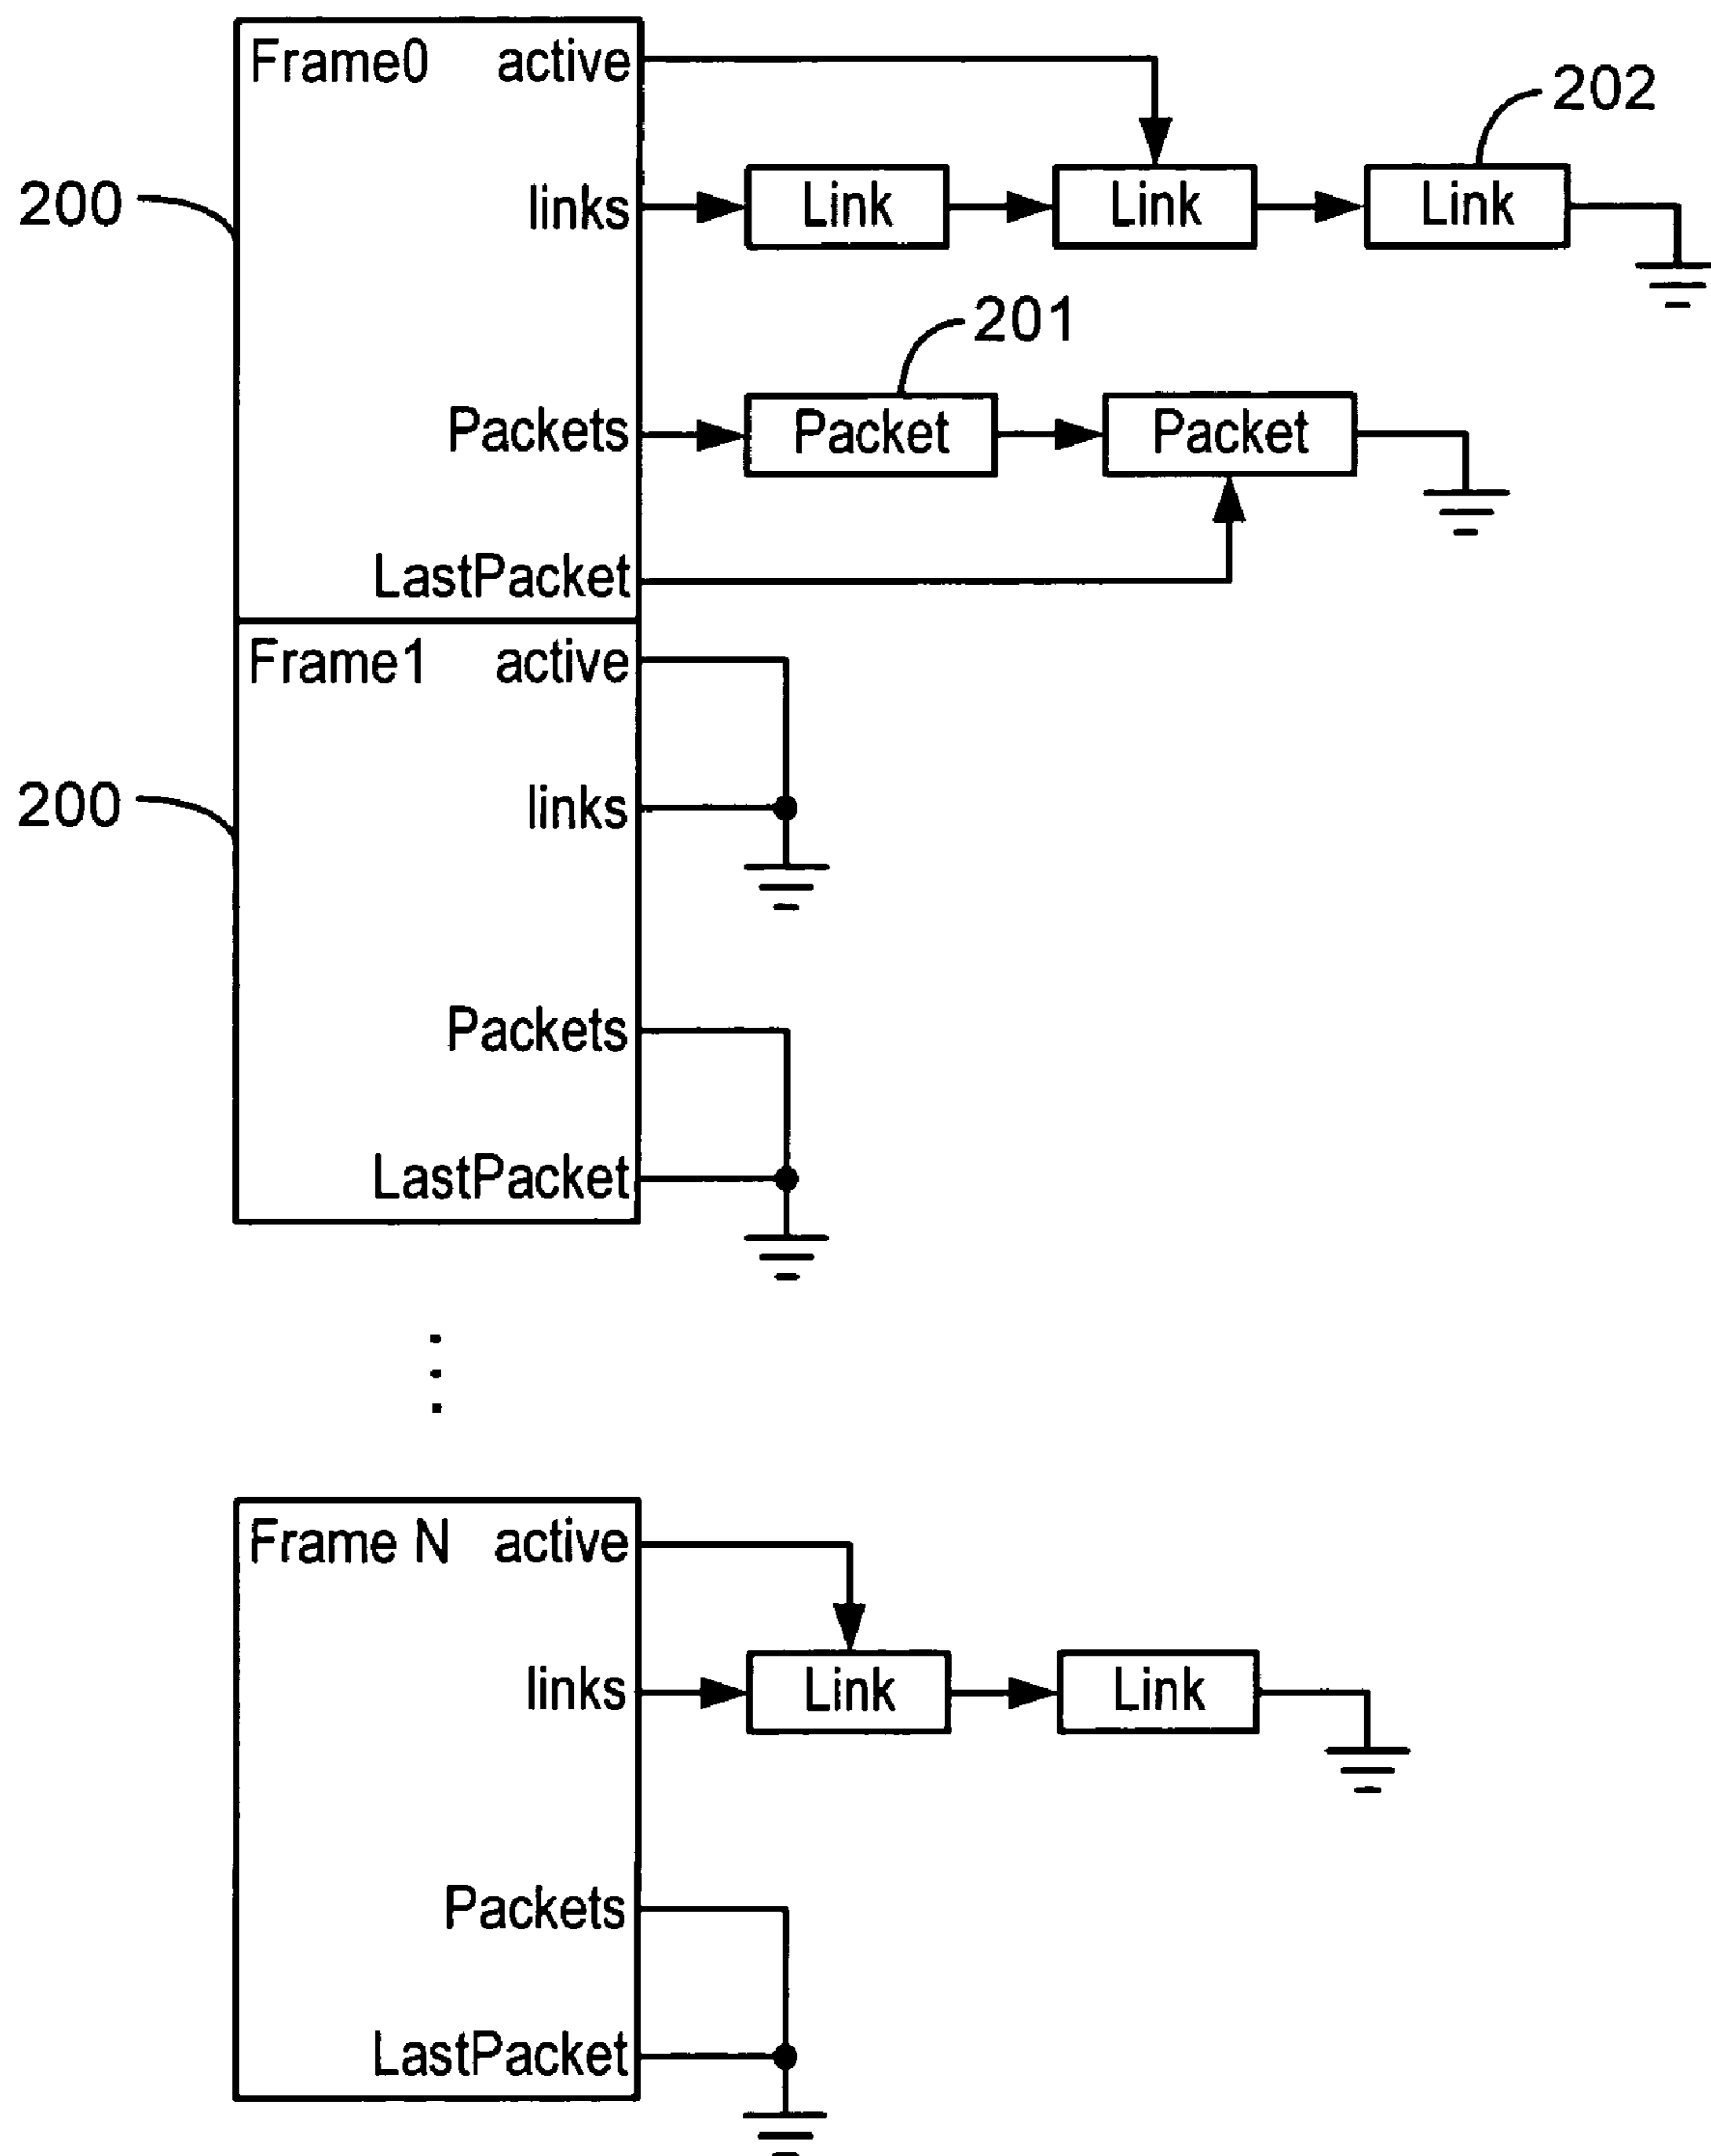 Frame0 active
202
200
links
Link
Link
Link
201
Packets
Packet
Packet
LastPacket
Frame1 active
200
links
Packets
LastPacket
Frame N active
links
Link
Link
Packets
LastPacket